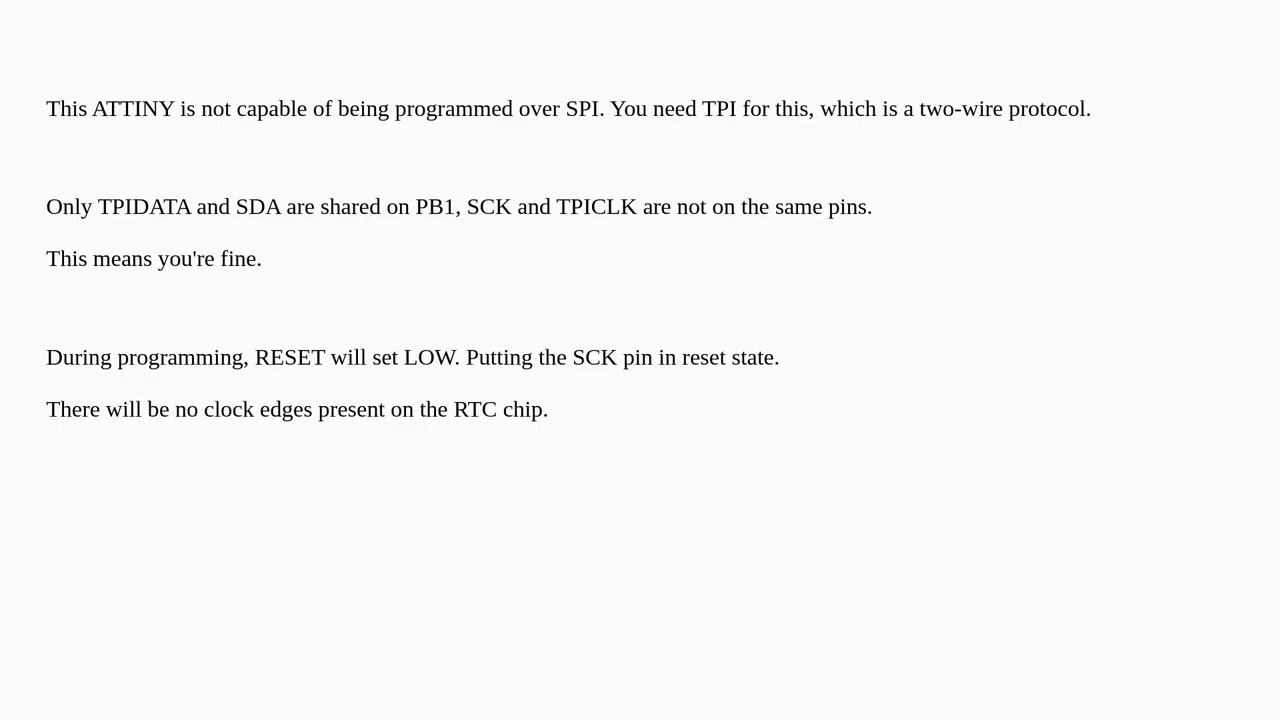 This ATTINY is not capable of being programmed over SPI. You need TPI for this, which is a two-wire protocol.
Only TPIDATA and SDA are shared on PB1, SCK and TPICLK are not on the same pins.
This means you're fine.
During programming, RESET will set LOW. Putting the SCK pin in reset state.
There will be no clock edges present on the RTC chip.